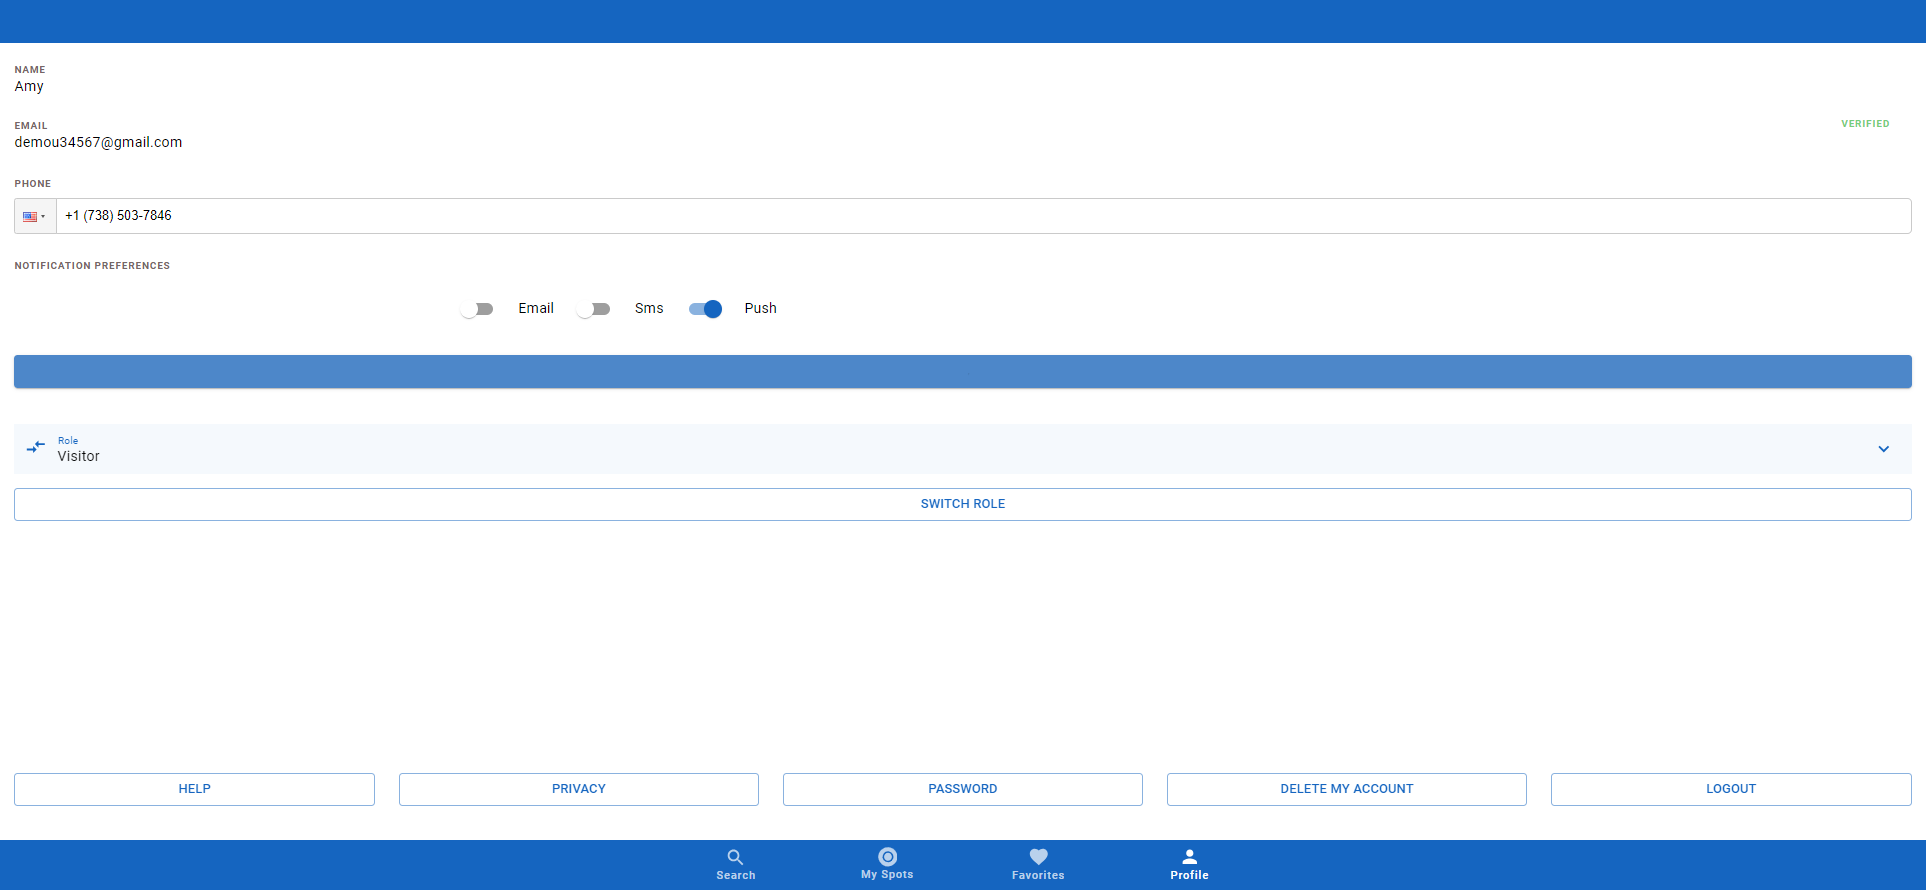 NAME
Amy
EMAIL
VERIFIED
demou34567@gmail.com
PHONE
+1 (738) 503-7846
NOTIFICATION PREFERENCES
Email Sms Push
Role
Visitor
SWITCH ROLE
HELP PRIVACY PASSWORD DELETE MY ACCOUNT LOGOUT
Search My Spots Favorites Profile